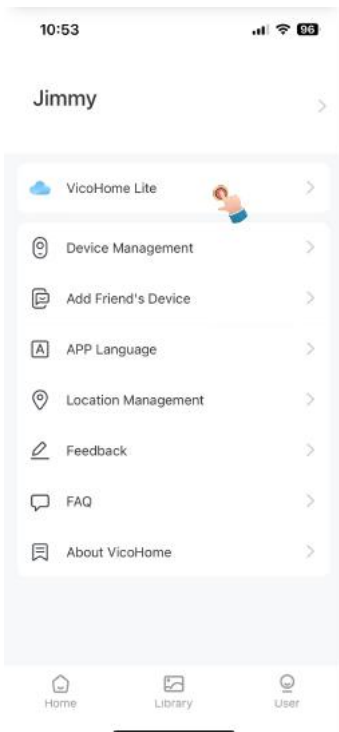 10:53
96
Jimmy
VicoHome Lite
Device Management
Add Friend's Device
A
APP Language
Location Management
Feedback
FAQ
About VicoHome
Home Library User